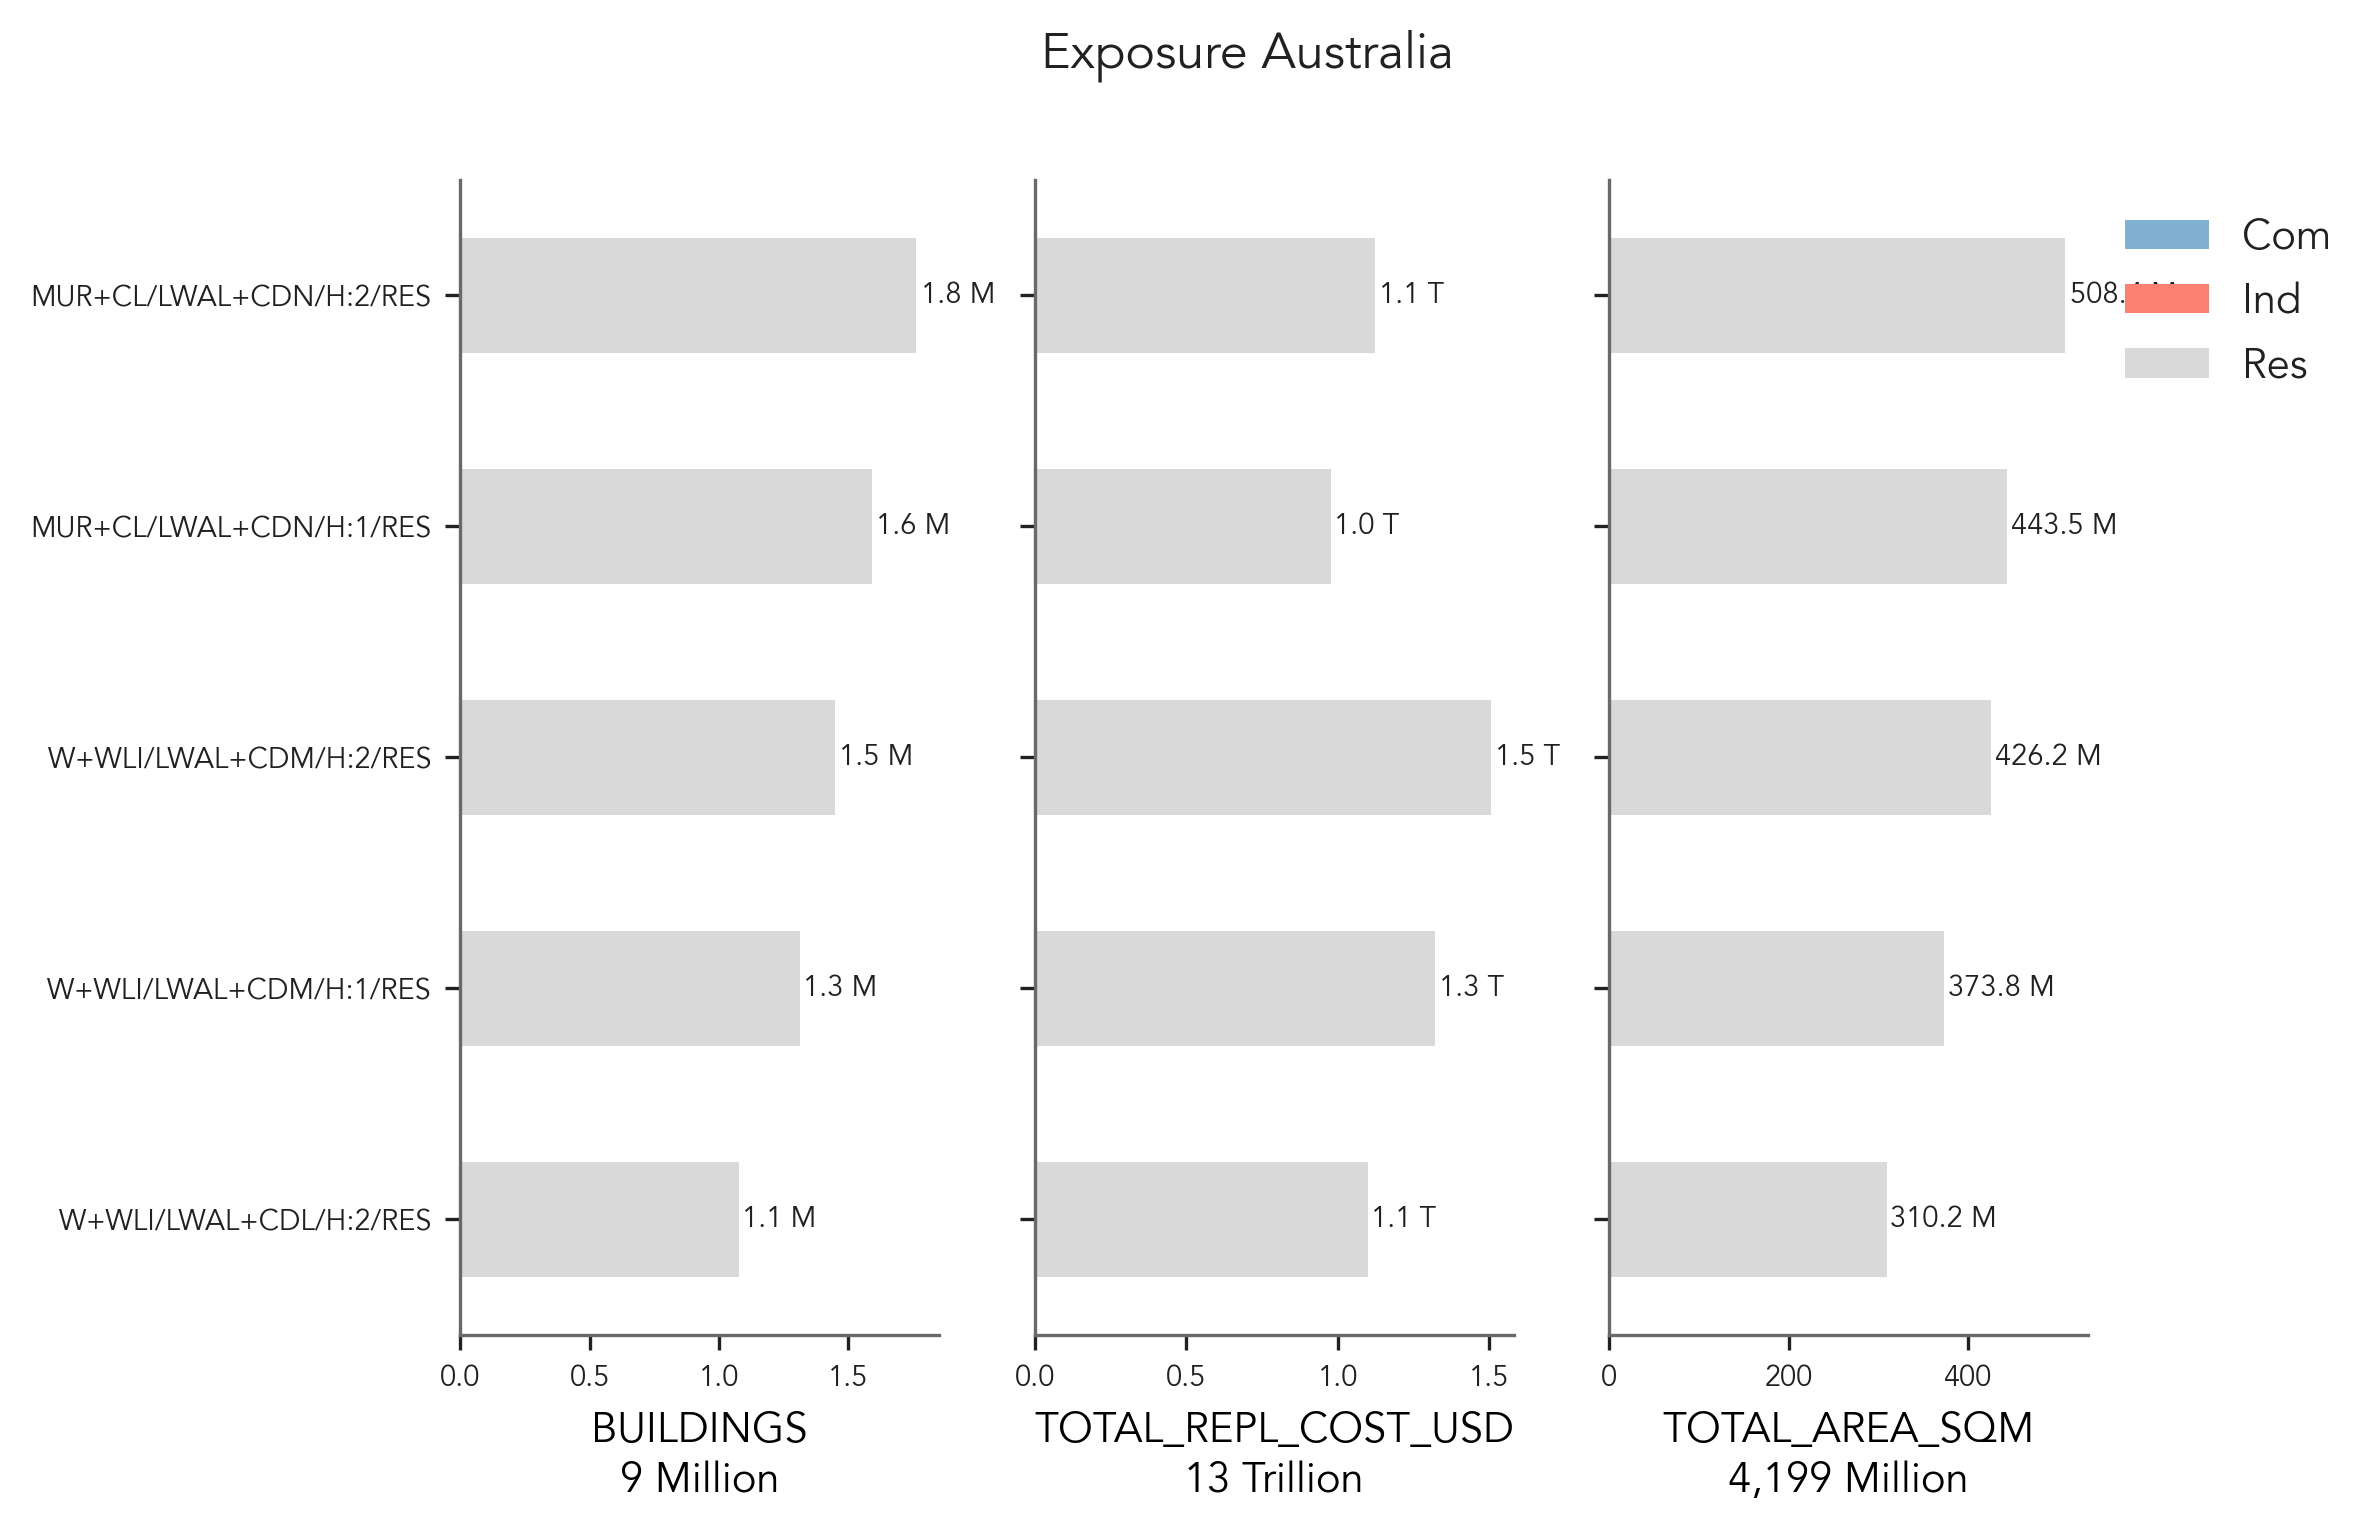 Exposure Australia
MUR+CL/LWAL+CDN/H:2/RES
MUR+CL/LWAL+CDN/H:1/RES
W+WLI/LWAL+CDM/H:2/RES
W+WLI/LWAL+CDM/H:1/RES
W+WLI/LWAL+CDL/H:2/RES
1.8 M
1.6 M
1.5 M
1.3 M
1.1 M
0.0 0.5 1.0 1.5
BUILDINGS
9 Million
1.1 T
1.0 T
1.5 T
1.3 T
1.1 T
0.0 0.5 1.0 1.5
TOTAL_REPL_COST_USD
13 Trillion
443.5 M
426.2 M
373.8 M
310.2 M
0 200 400
TOTAL_AREA_SQM
4,199 Million
Com
Ind
Res